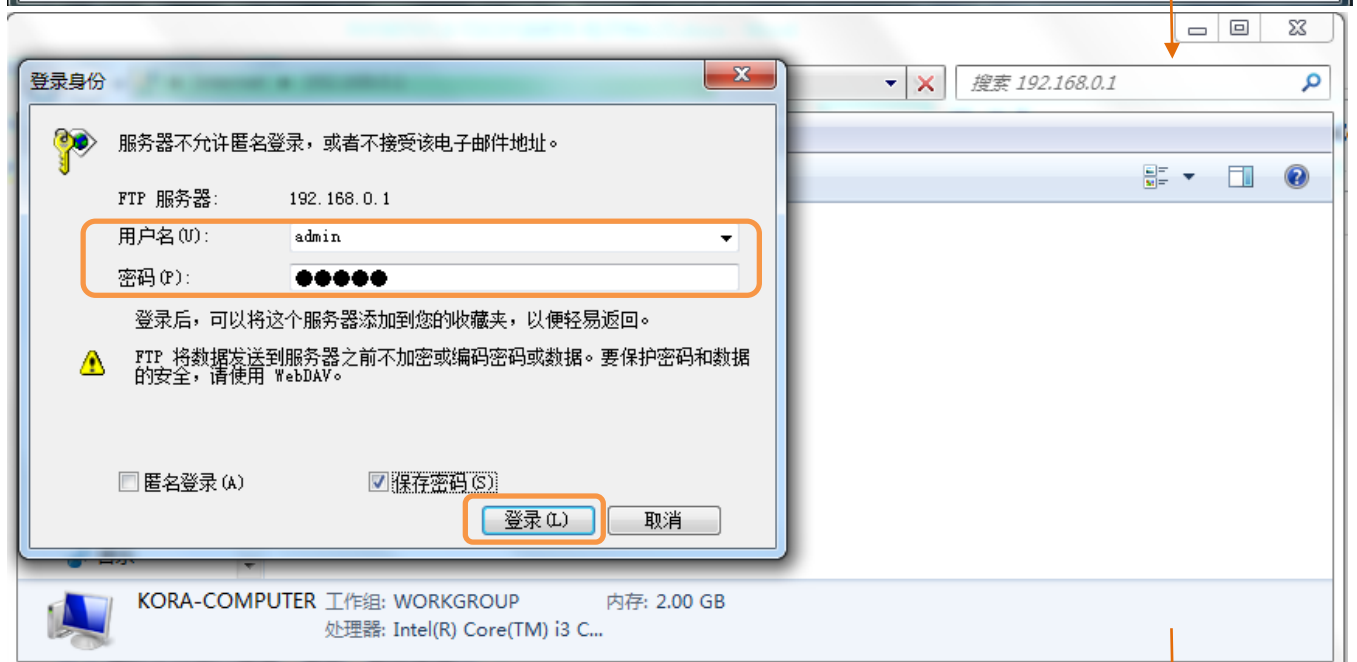 登录身份
搜索 192.168.0.1
服务器不允许匿名登录，或者不接受该电子邮件地址。
FTP 服务器: 192.168.0.1
用户名(U): admin
密码(P): ●●●●●
登录后，可以将这个服务器添加到您的收藏夹，以便轻易返回。
FTP 将数据发送到服务器之前不加密或编码密码或数据。要保护密码和数据
的安全，请使用 WebDAV。
匿名登录(A) 保存密码(S)
登录(L) 取消
KORA-COMPUTER 工作组: WORKGROUP 内存: 2.00 GB
处理器: Intel(R) Core(TM) i3 C...